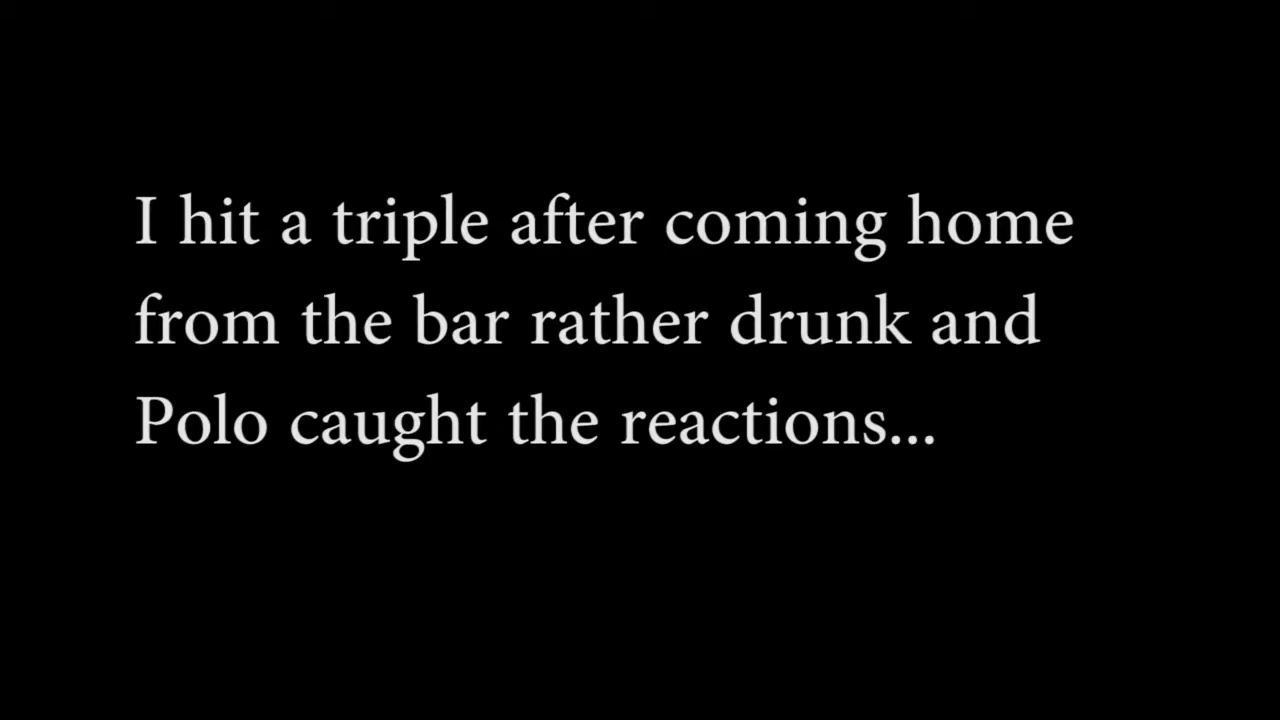 I hit a triple after coming home
from the bar rather drunk and
Polo caught the reactions...